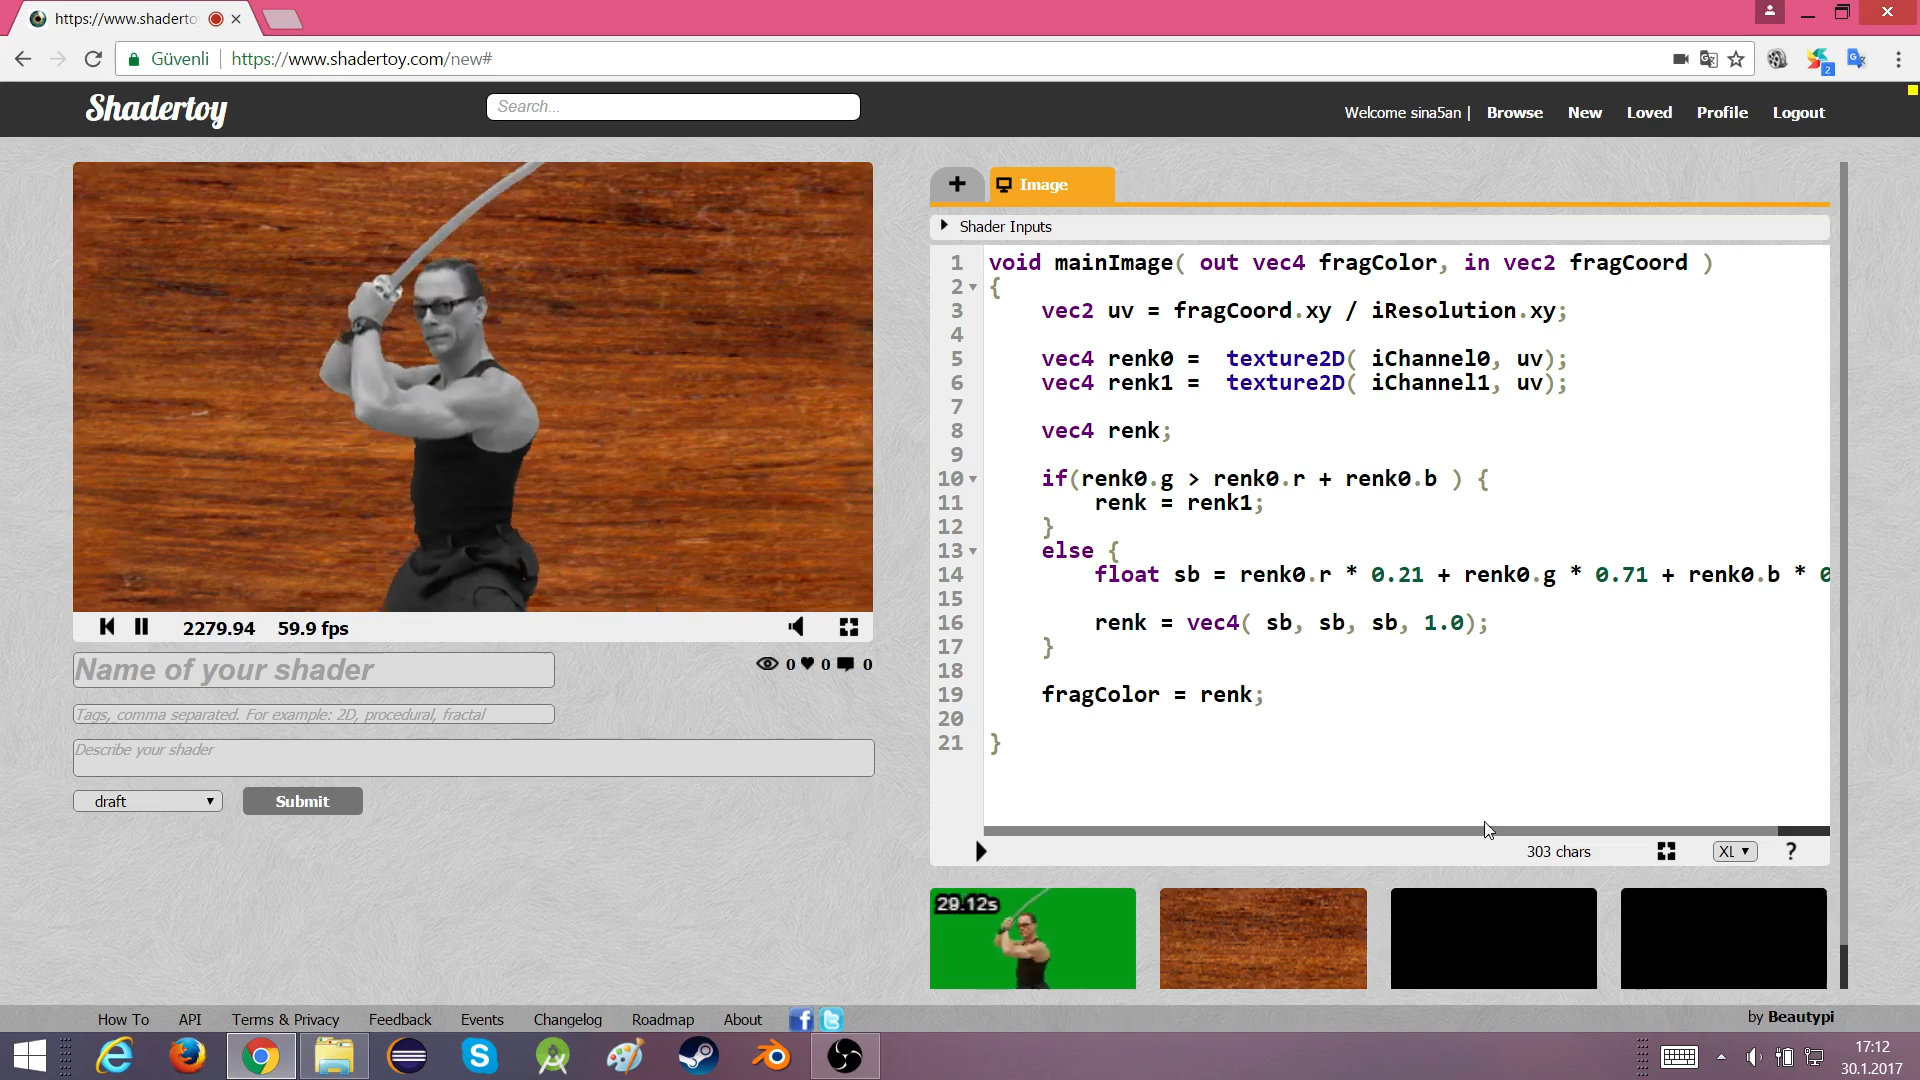 https://www.shaderto
Güvenli https://www.shadertoy.com/new#
2
Shadertoy
Search...
Welcome sina5an | Browse New Loved Profile Logout
2279.94 59.9 fps
0 0 0
Name of your shader
Tags, comma separated. For example: 2D, procedural, fractal
Describe your shader
draft Submit
+ Image
Shader Inputs
1 void mainImage( out vec4 fragColor, in vec2 fragCoord )
2 {
3 vec2 uv = fragCoord.xy / iResolution.xy;
4
5 vec4 renk0 = texture2D( iChannel0, uv);
6 vec4 renk1 = texture2D( iChannel1, uv);
7
8 vec4 renk;
9
10 if(renk0.g > renk0.r + renk0.b ) {
11 renk = renk1;
12 }
13 else {
14 float sb = renk0.r * 0.21 + renk0.g * 0.71 + renk0.b * 0
15
16 renk = vec4( sb, sb, sb, 1.0);
17 }
18
19 fragColor = renk;
20
21 }
303 chars XL ?
29.12s
How To API Terms & Privacy Feedback Events Changelog Roadmap About
by Beautypi
17:12
30.1.2017